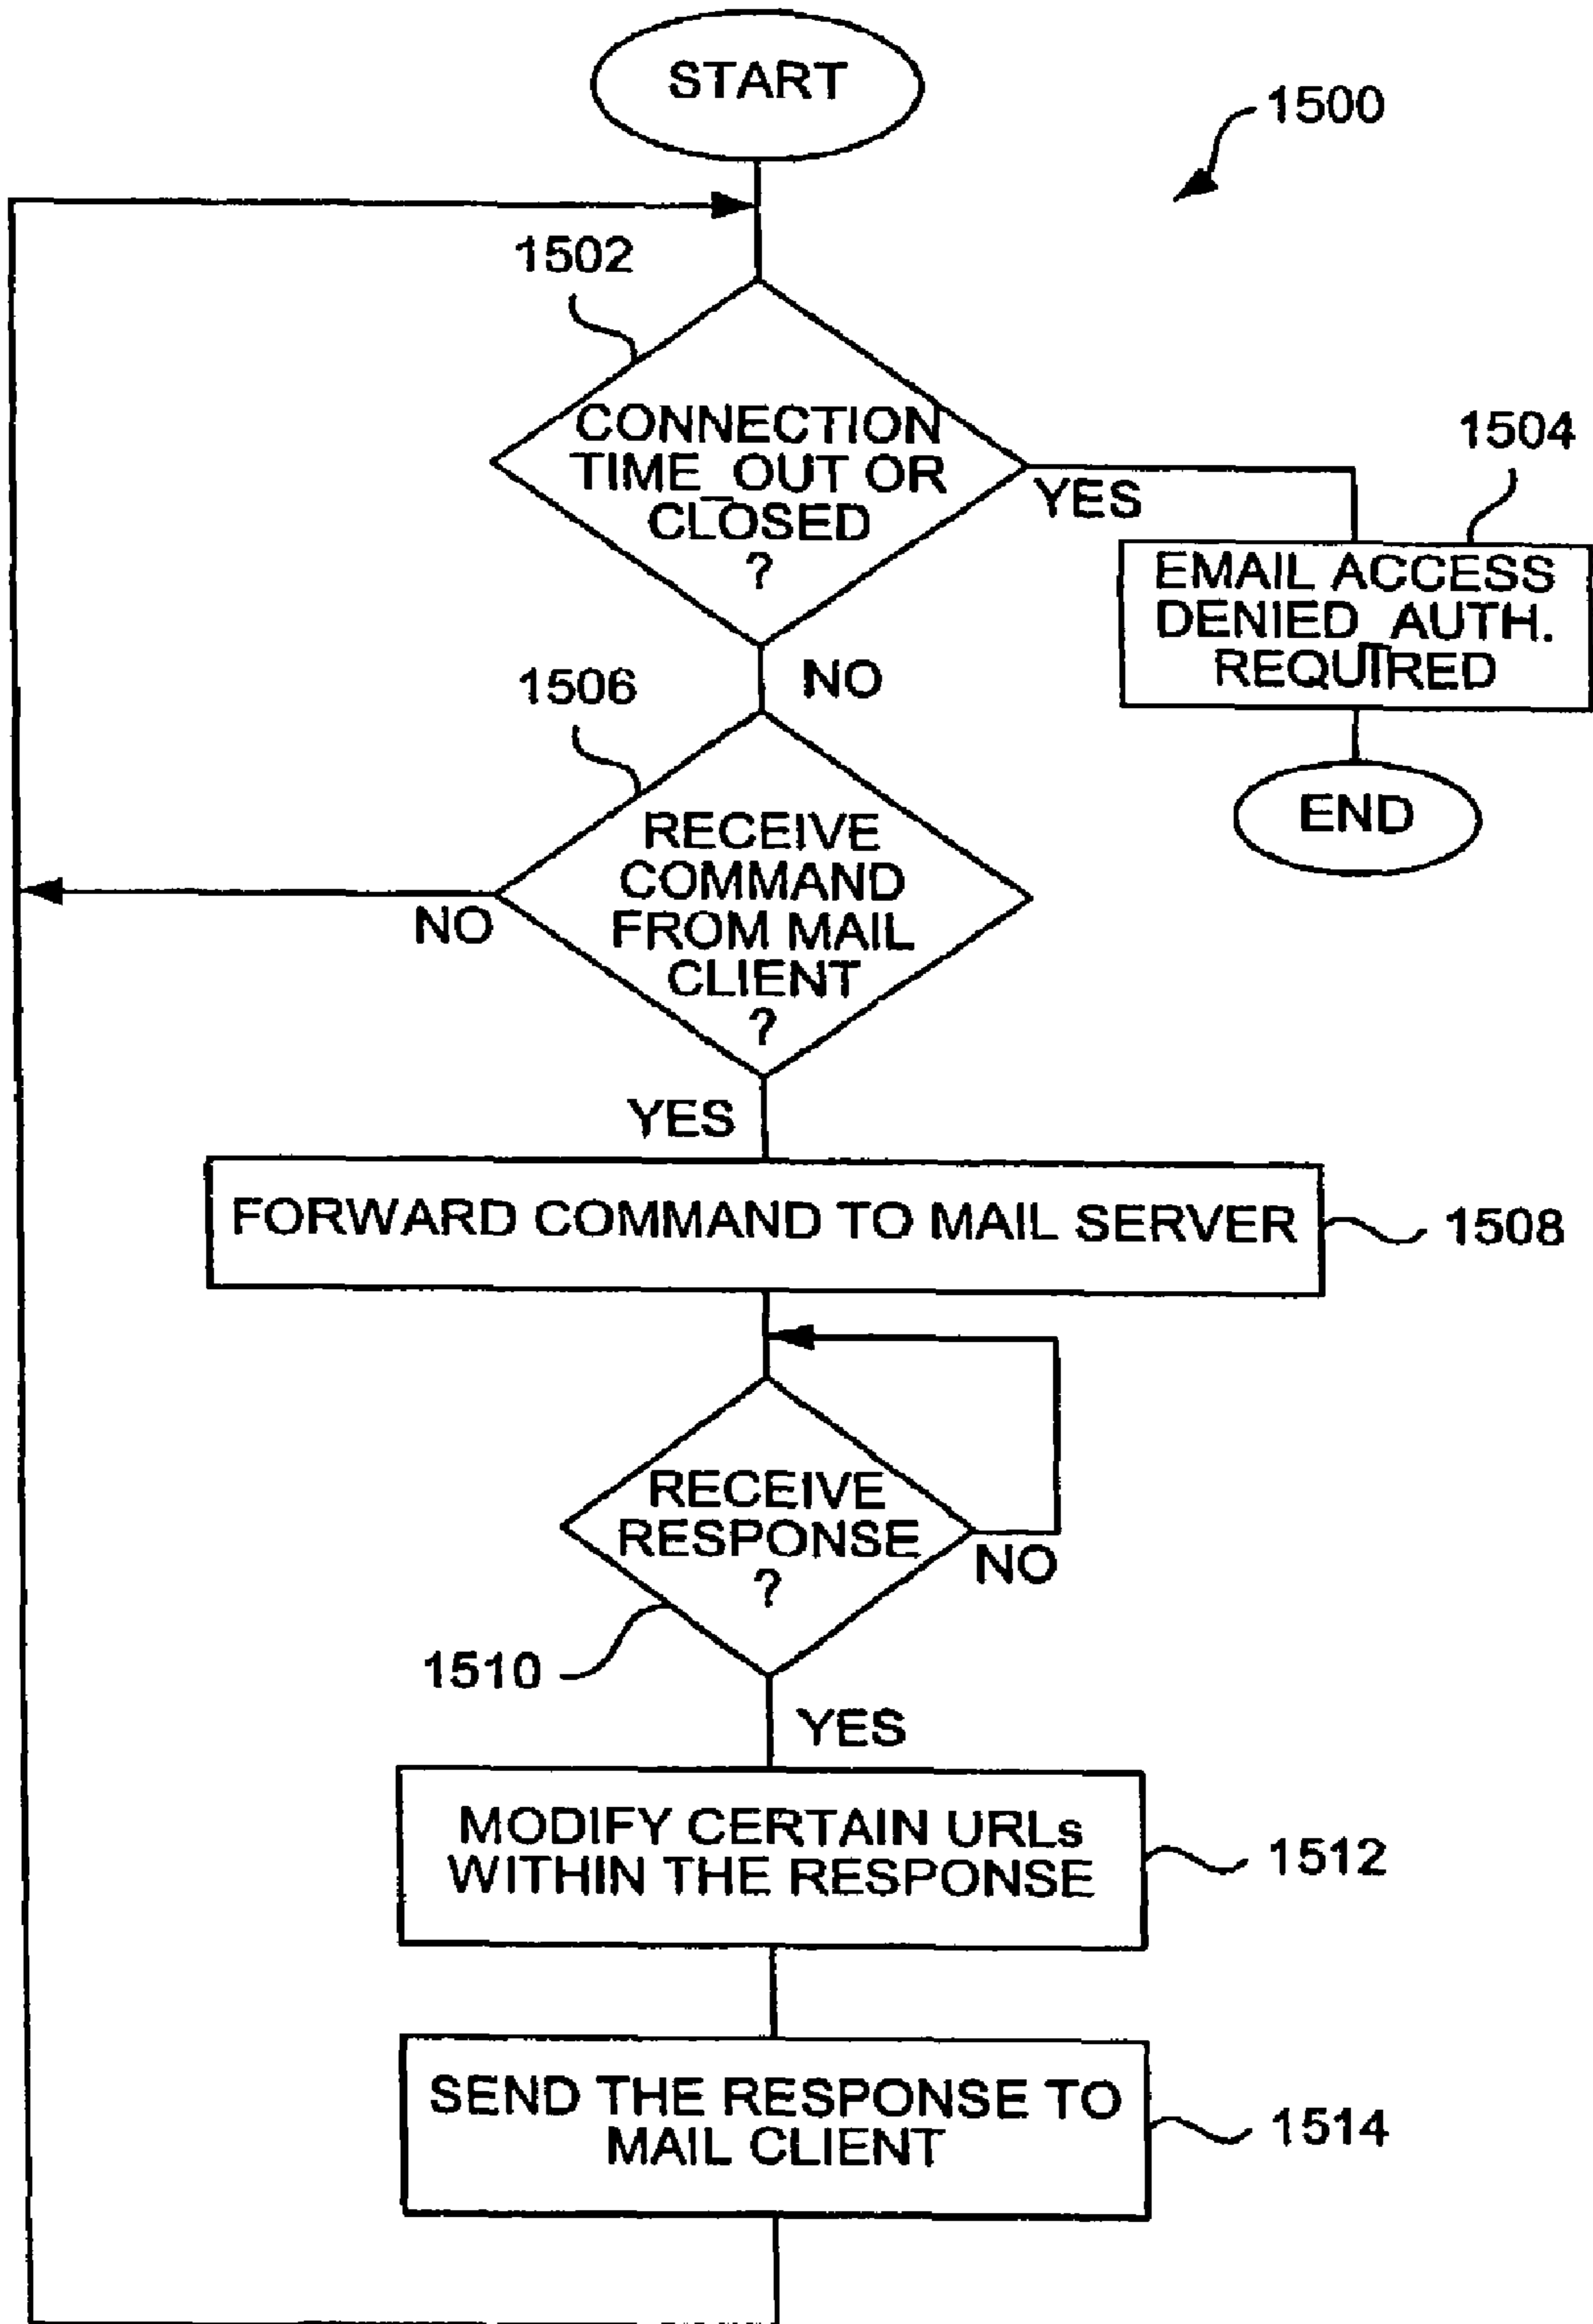 START
1500
1502
CONNECTION
TIME_OUT OR
CLOSED
?
YES
1504
EMAIL ACCESS
DENIED_AUTH.
REQUIRED
END
NO
1506
RECEIVE
COMMAND
FROM MAIL
CLIENT
?
NO
YES
FORWARD COMMAND TO MAIL SERVER
1508
RECEIVE
RESPONSE
?
NO
1510
YES
MODIFY CERTAIN URLs
WITHIN THE RESPONSE
1512
SEND THE RESPONSE TO
MAIL CLIENT
1514